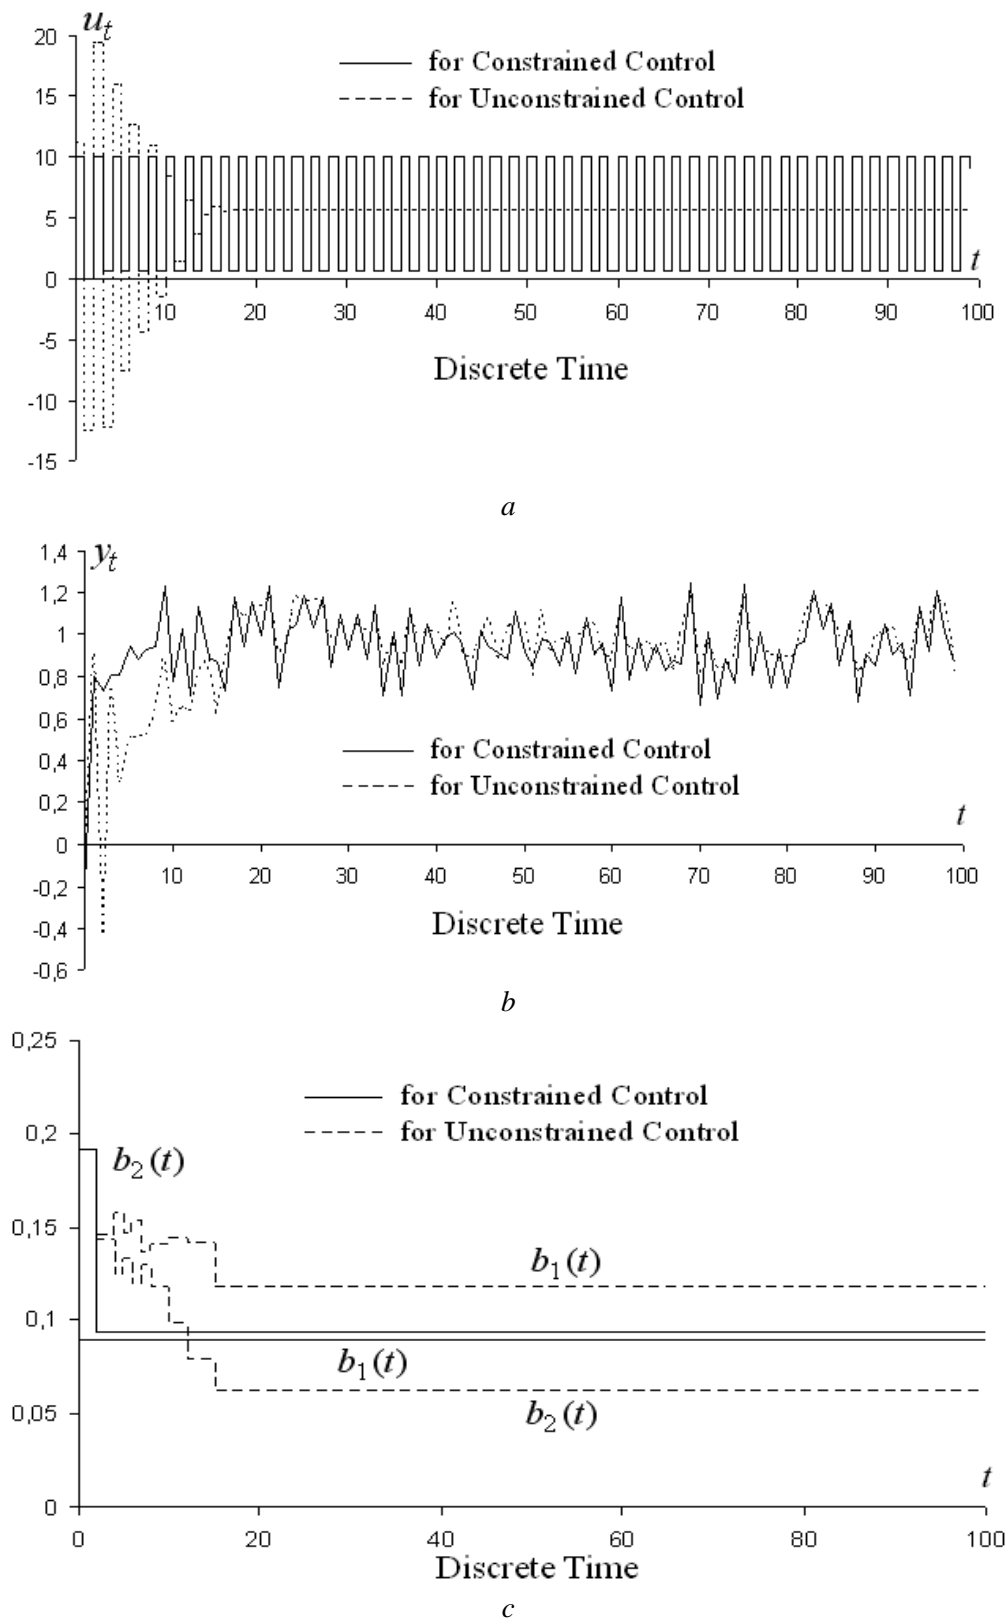 u_t
20
for Constrained Control
15
for Unconstrained Control
10
5
t
0
10 20 30 40 50 60 70 80 90 100
-5
Discrete Time
-10
-15
a
1,4
y_t
1,2
1
0,8
for Constrained Control
0,6
for Unconstrained Control
0,4
0,2
t
0
10 20 30 40 50 60 70 80 90 100
-0,2
Discrete Time
-0,4
-0,6
b
0,25
for Constrained Control
0,2
for Unconstrained Control
b_2(t)
0,15
b_1(t)
0,1
b_1(t)
0,05
b_2(t)
t
0
0 20 40 60 80 100
Discrete Time
c